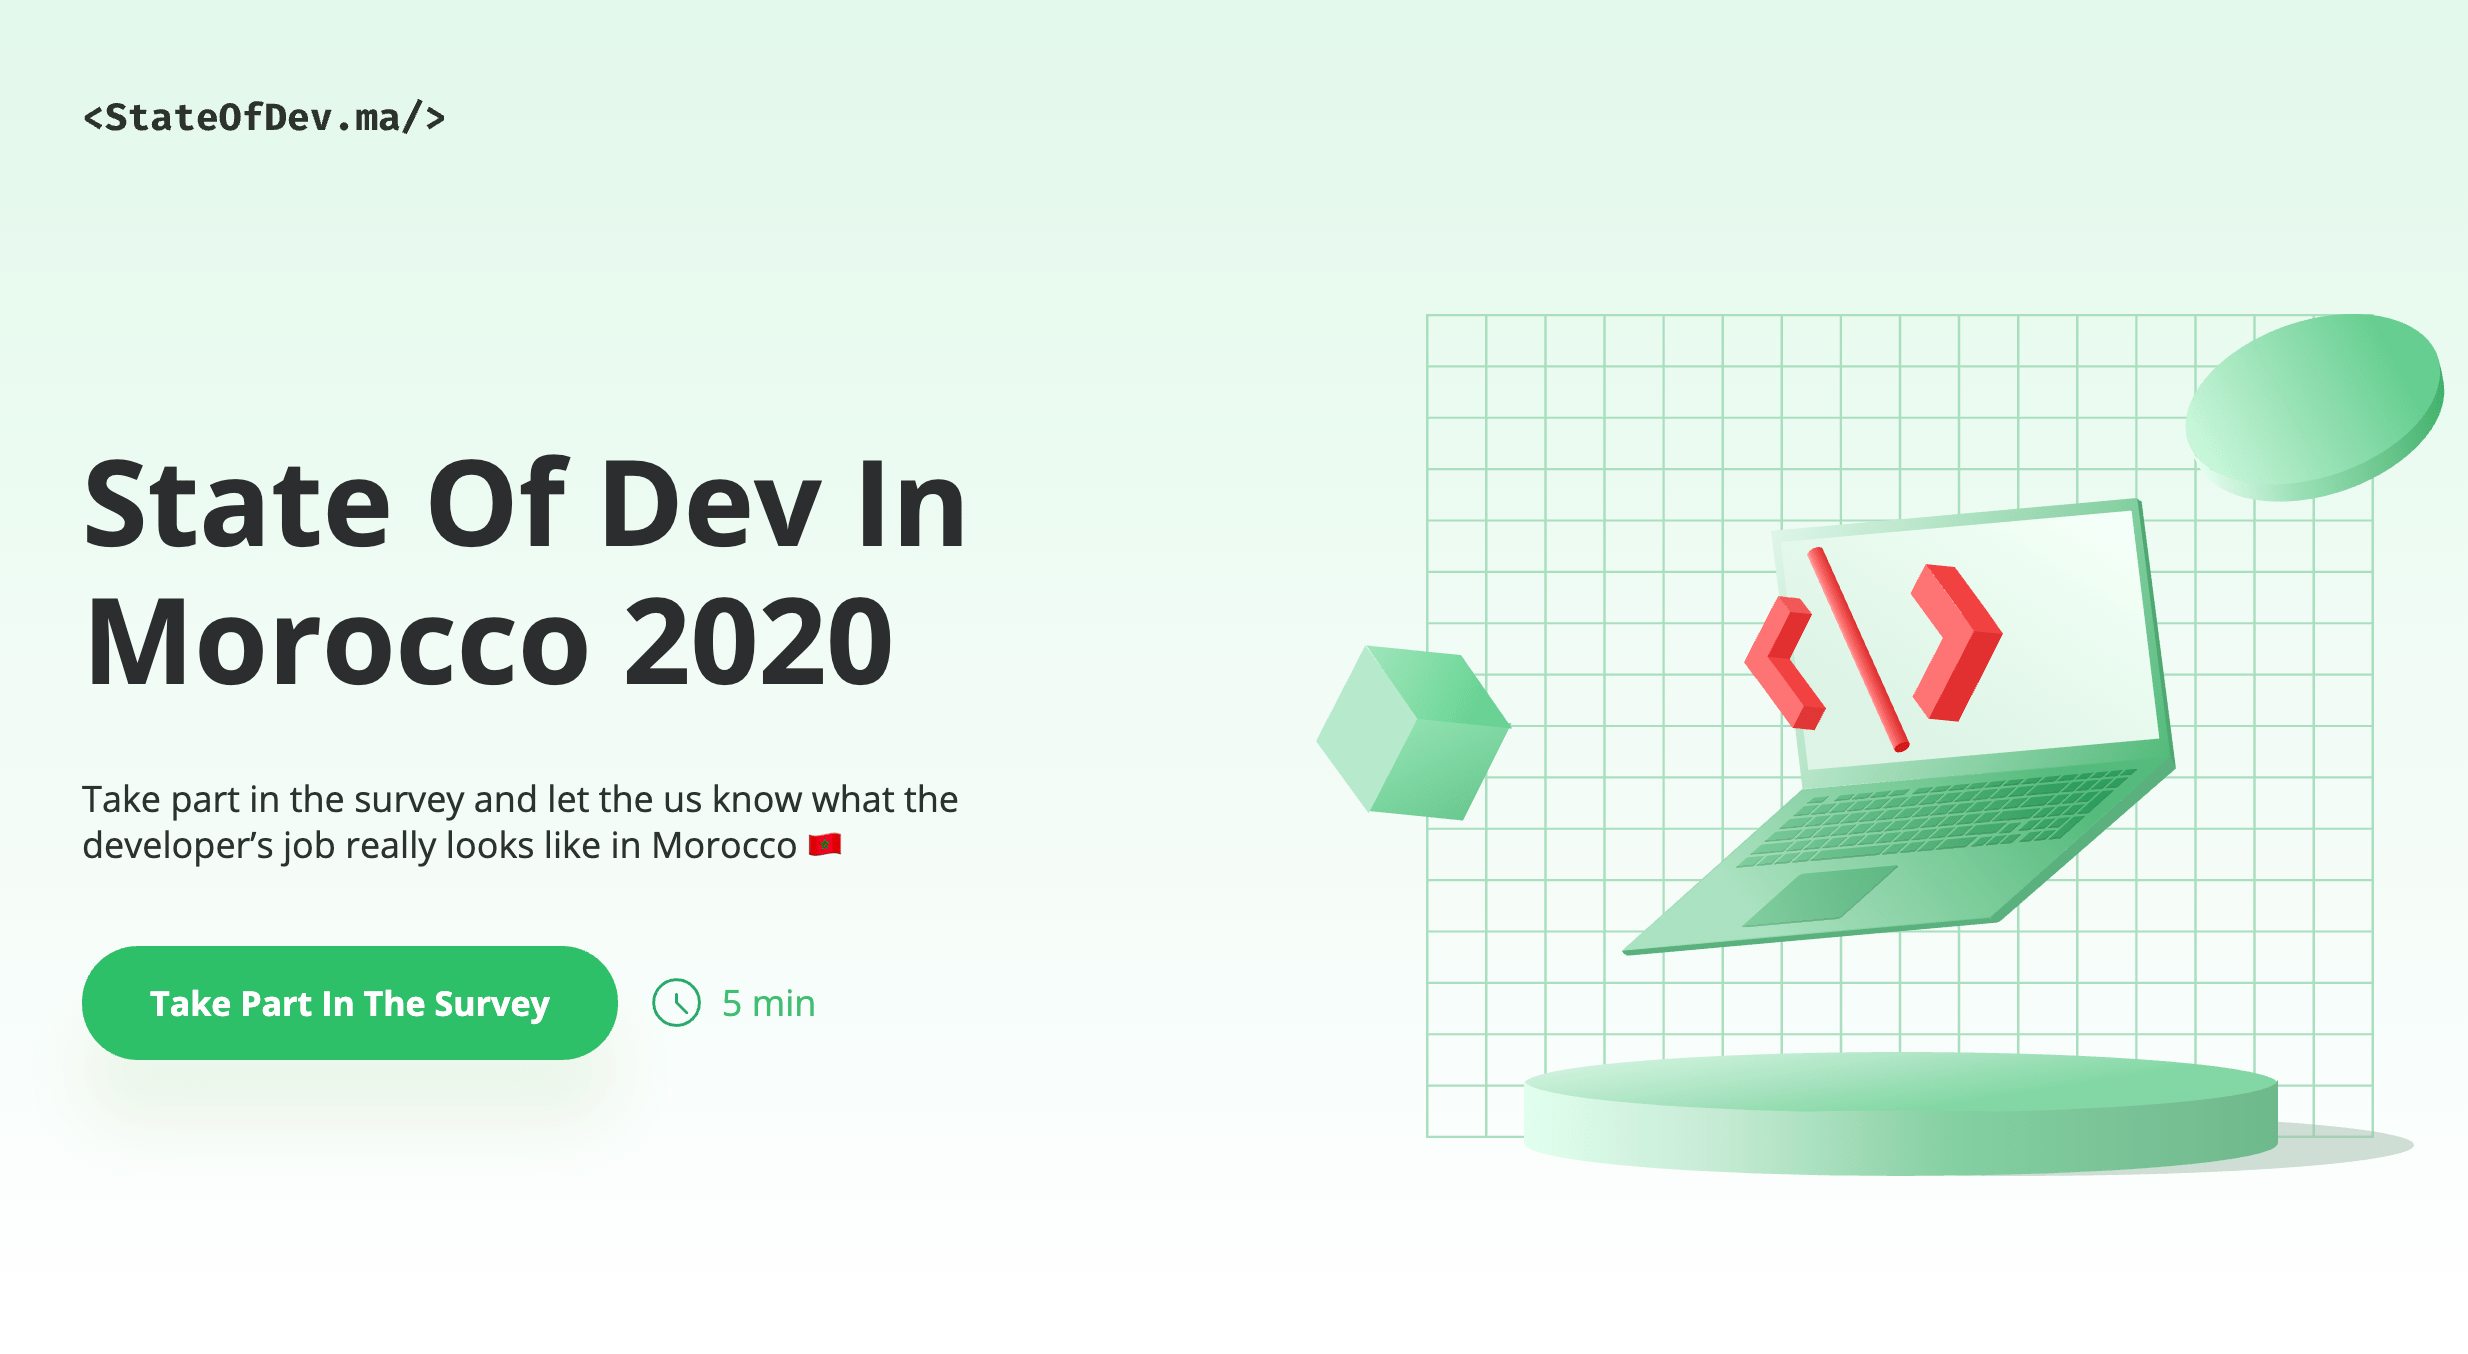 <StateOfDev.ma/>
State Of Dev In
Morocco 2020
Take part in the survey and let the us know what the
developer’s job really looks like in Morocco 🇲🇦
Take Part In The Survey
5 min